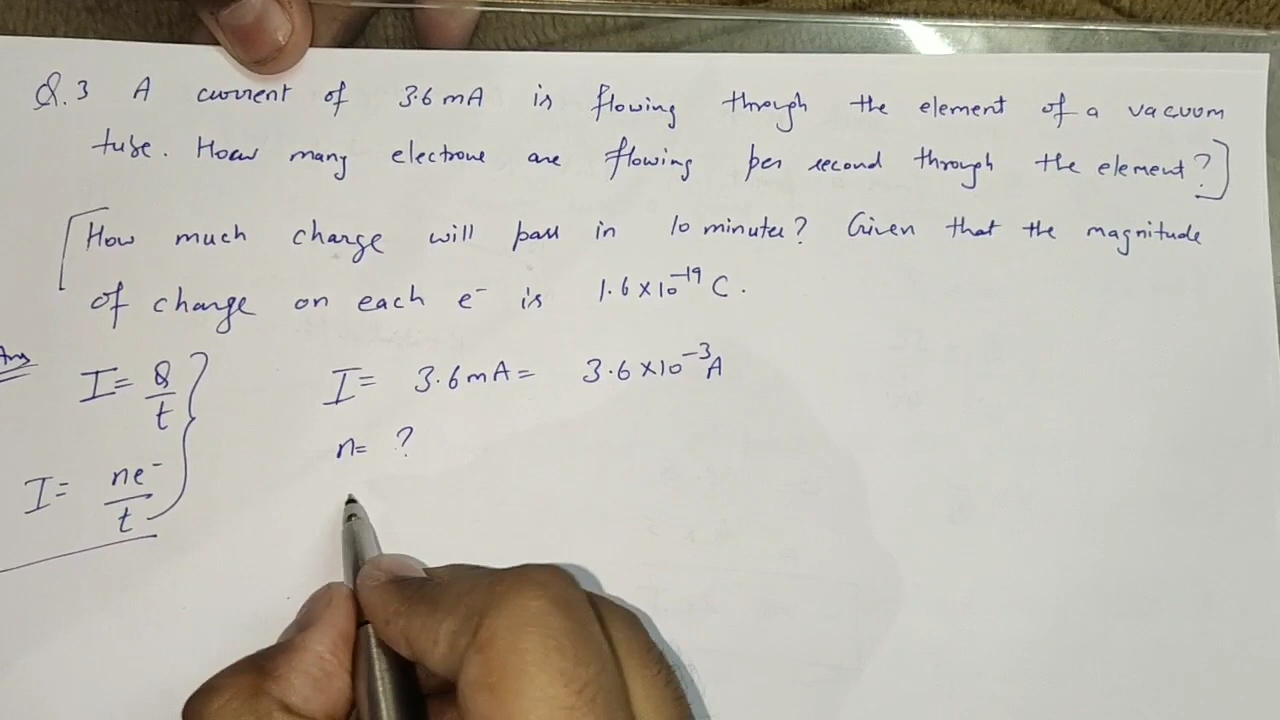 Q.3 A current of 3.6 mA is flowing through the element of a vacuum
tube. How many electrons are flowing per second through the element?]
[How much charge will pass in 10 minutes? Given that the magnitude
of charge on each e⁻ is 1.6×10⁻¹⁹ C.
Ans
I = Q/t
I = 3.6 mA = 3.6×10⁻³ A
n = ?
I = ne⁻/t